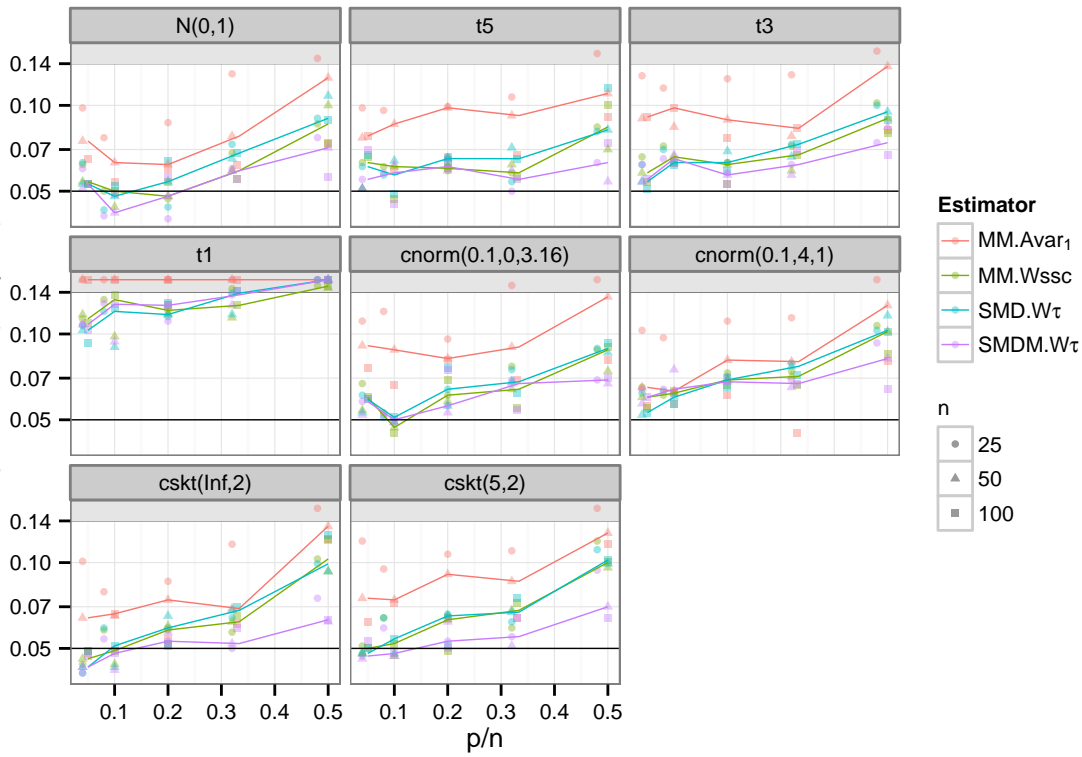 N(0,1) t5 t3
0.14
0.10
0.07
0.05
t1 cnorm(0.1,0,3.16) cnorm(0.1,4,1)
0.14
0.10
0.07
0.05
cskt(Inf,2) cskt(5,2)
0.14
0.10
0.07
0.05
0.1 0.2 0.3 0.4 0.5 0.1 0.2 0.3 0.4 0.5
p/n
Estimator
MM.Avar₁
MM.Wssc
SMD.Wτ
SMDM.Wτ
n
25
50
100